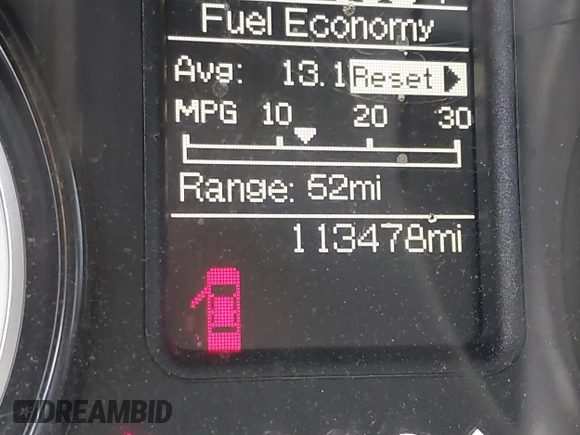 Fuel Economy
Avg: 13.1 Reset
MPG 10 20 30
Range: 52mi
113478mi
DREAMBID